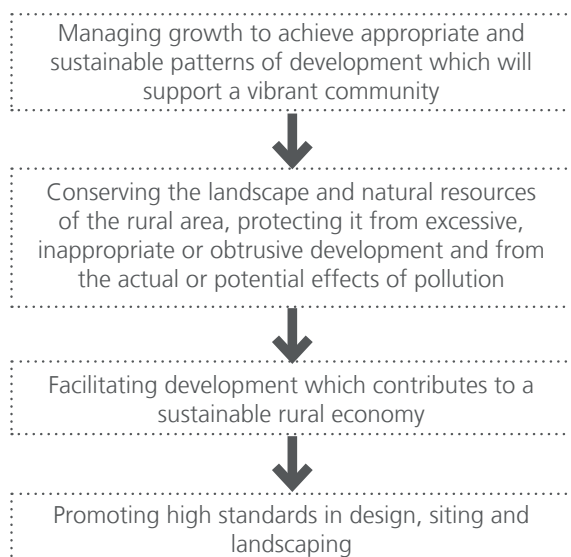 Managing growth to achieve appropriate and
sustainable patterns of development which will
support a vibrant community
Conserving the landscape and natural resources
of the rural area, protecting it from excessive,
inappropriate or obtrusive development and from
the actual or potential effects of pollution
Facilitating development which contributes to a
sustainable rural economy
Promoting high standards in design, siting and
landscaping